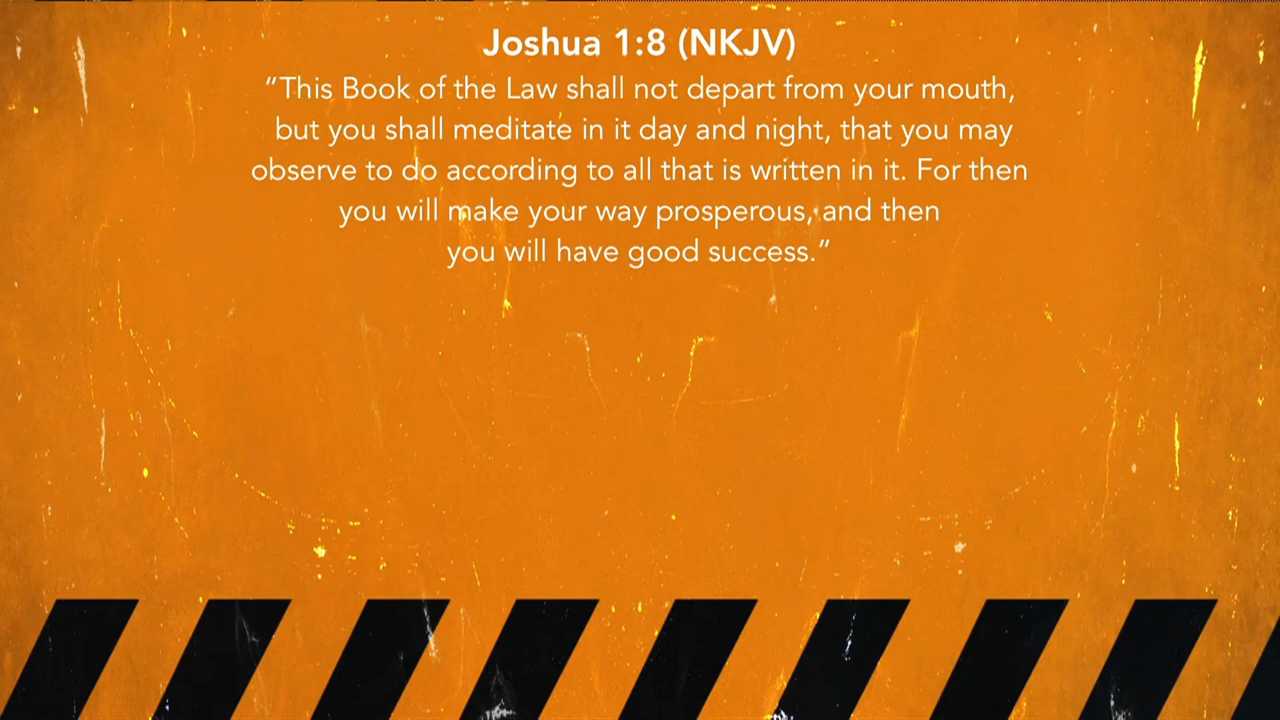 Joshua 1:8 (NKJV)
“This Book of the Law shall not depart from your mouth,
but you shall meditate in it day and night, that you may
observe to do according to all that is written in it. For then
you will make your way prosperous, and then
you will have good success.”